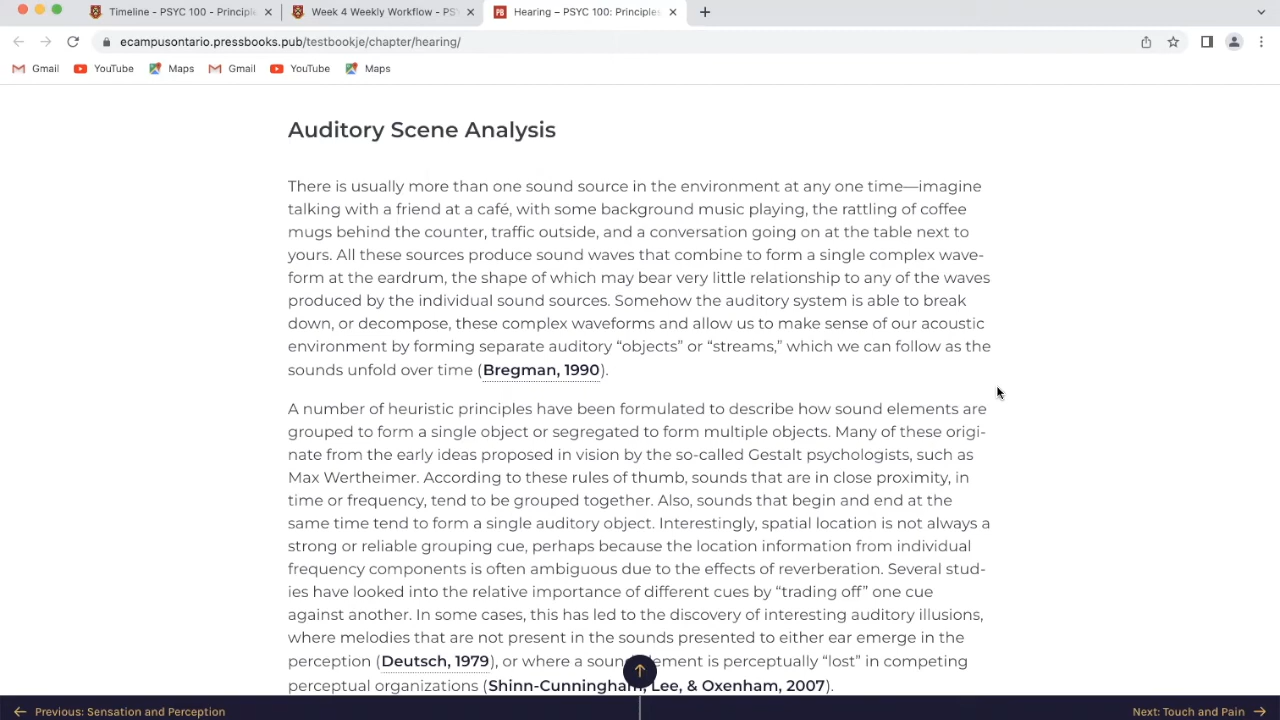 Timeline - PSYC 100 - Principle
Week 4 Weekly Workflow - PSY
Hearing – PSYC 100: Principles
ecampusontario.pressbooks.pub/testbookje/chapter/hearing/
Gmail YouTube Maps Gmail YouTube Maps
Auditory Scene Analysis
There is usually more than one sound source in the environment at any one time—imagine
talking with a friend at a café, with some background music playing, the rattling of coffee
mugs behind the counter, traffic outside, and a conversation going on at the table next to
yours. All these sources produce sound waves that combine to form a single complex wave-
form at the eardrum, the shape of which may bear very little relationship to any of the waves
produced by the individual sound sources. Somehow the auditory system is able to break
down, or decompose, these complex waveforms and allow us to make sense of our acoustic
environment by forming separate auditory “objects” or “streams,” which we can follow as the
sounds unfold over time (Bregman, 1990).
A number of heuristic principles have been formulated to describe how sound elements are
grouped to form a single object or segregated to form multiple objects. Many of these origi-
nate from the early ideas proposed in vision by the so-called Gestalt psychologists, such as
Max Wertheimer. According to these rules of thumb, sounds that are in close proximity, in
time or frequency, tend to be grouped together. Also, sounds that begin and end at the
same time tend to form a single auditory object. Interestingly, spatial location is not always a
strong or reliable grouping cue, perhaps because the location information from individual
frequency components is often ambiguous due to the effects of reverberation. Several stud-
ies have looked into the relative importance of different cues by “trading off” one cue
against another. In some cases, this has led to the discovery of interesting auditory illusions,
where melodies that are not present in the sounds presented to either ear emerge in the
perception (Deutsch, 1979), or where a sound element is perceptually “lost” in competing
perceptual organizations (Shinn-Cunningham, Lee, & Oxenham, 2007).
Previous: Sensation and Perception
Next: Touch and Pain